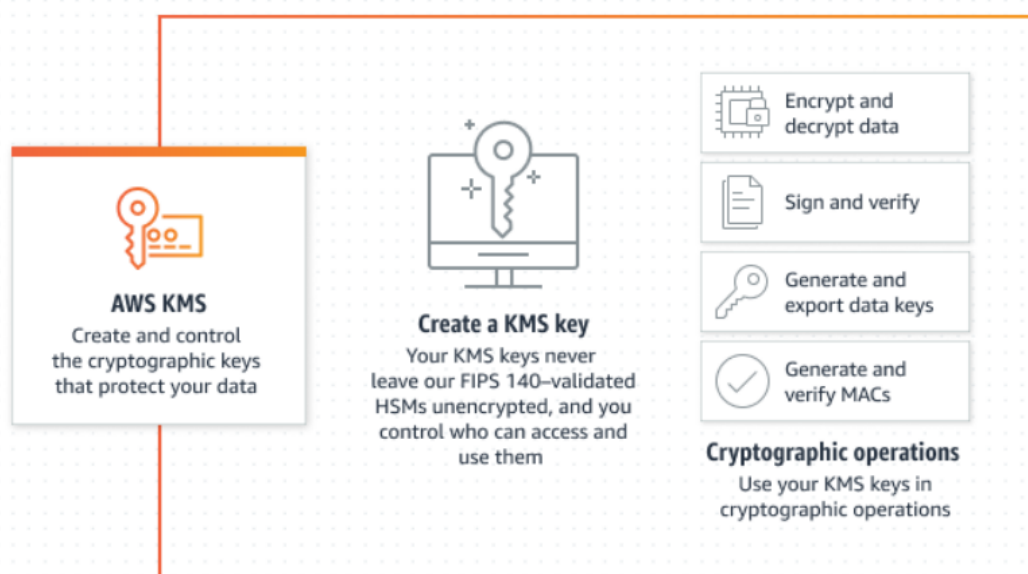 AWS KMS
Create and control
the cryptographic keys
that protect your data
Create a KMS key
Your KMS keys never
leave our FIPS 140–validated
HSMs unencrypted, and you
control who can access and
use them
Encrypt and
decrypt data
Sign and verify
Generate and
export data keys
Generate and
verify MACs
Cryptographic operations
Use your KMS keys in
cryptographic operations